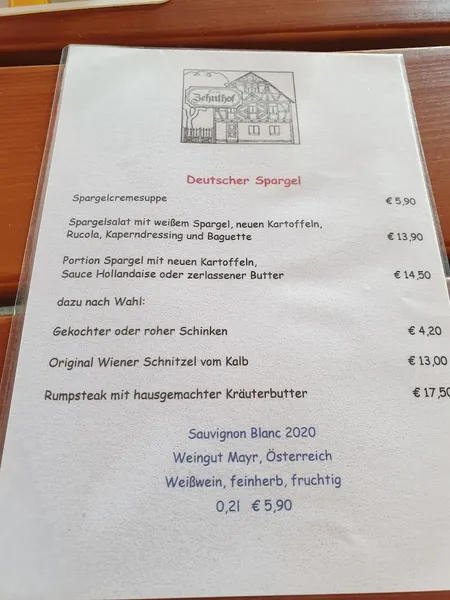 Zehnthof
Deutscher Spargel
Spargelcremesuppe € 5,90
Spargelsalat mit weißem Spargel, neuen Kartoffeln,
Rucola, Kaperndressing und Baguette € 13,90
Portion Spargel mit neuen Kartoffeln,
Sauce Hollandaise oder zerlassener Butter € 14,50
dazu nach Wahl:
Gekochter oder roher Schinken € 4,20
Original Wiener Schnitzel vom Kalb € 13,00
Rumpsteak mit hausgemachter Kräuterbutter € 17,50
Sauvignon Blanc 2020
Weingut Mayr, Österreich
Weißwein, feinherb, fruchtig
0,2l € 5,90